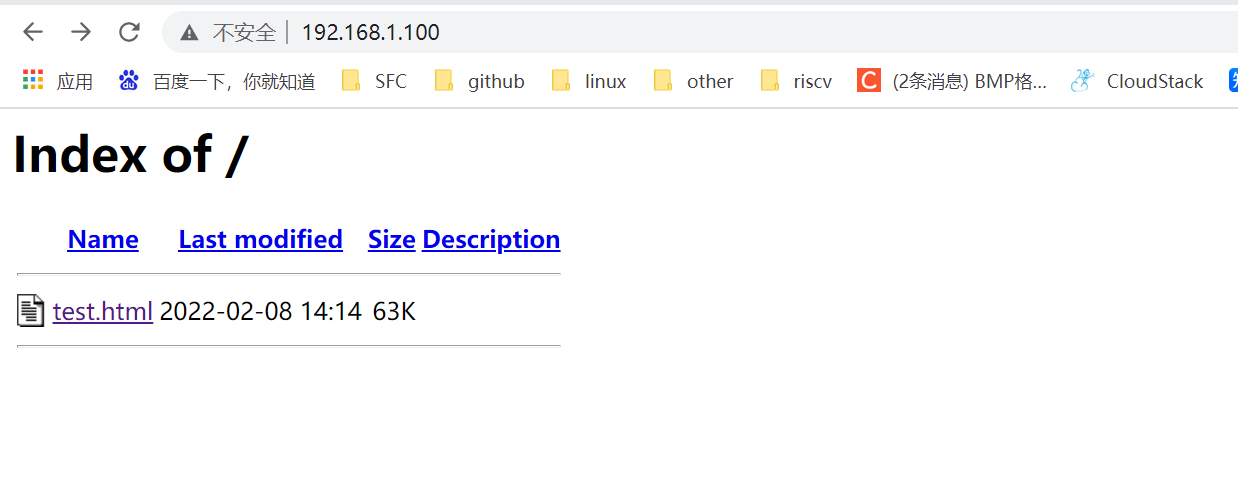 不安全 | 192.168.1.100
应用 百度一下，你就知道 SFC github linux other riscv (2条消息) BMP格... CloudStack
Index of /
Name Last modified Size Description
test.html 2022-02-08 14:14 63K